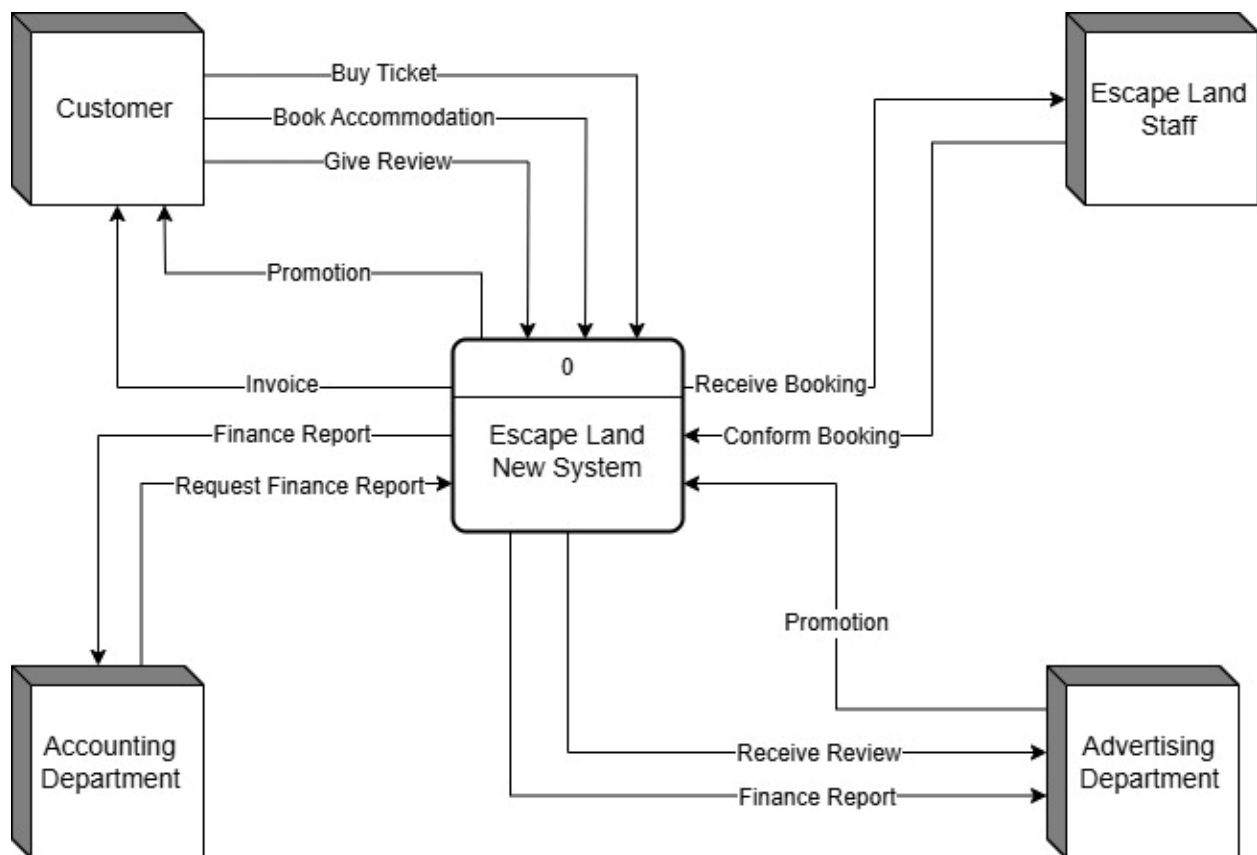 Customer
Buy Ticket
Book Accommodation
Give Review
Escape Land
Staff
Promotion
0
Invoice
Receive Booking
Finance Report
Escape Land
New System
Conform Booking
Request Finance Report
Promotion
Accounting
Department
Receive Review
Finance Report
Advertising
Department